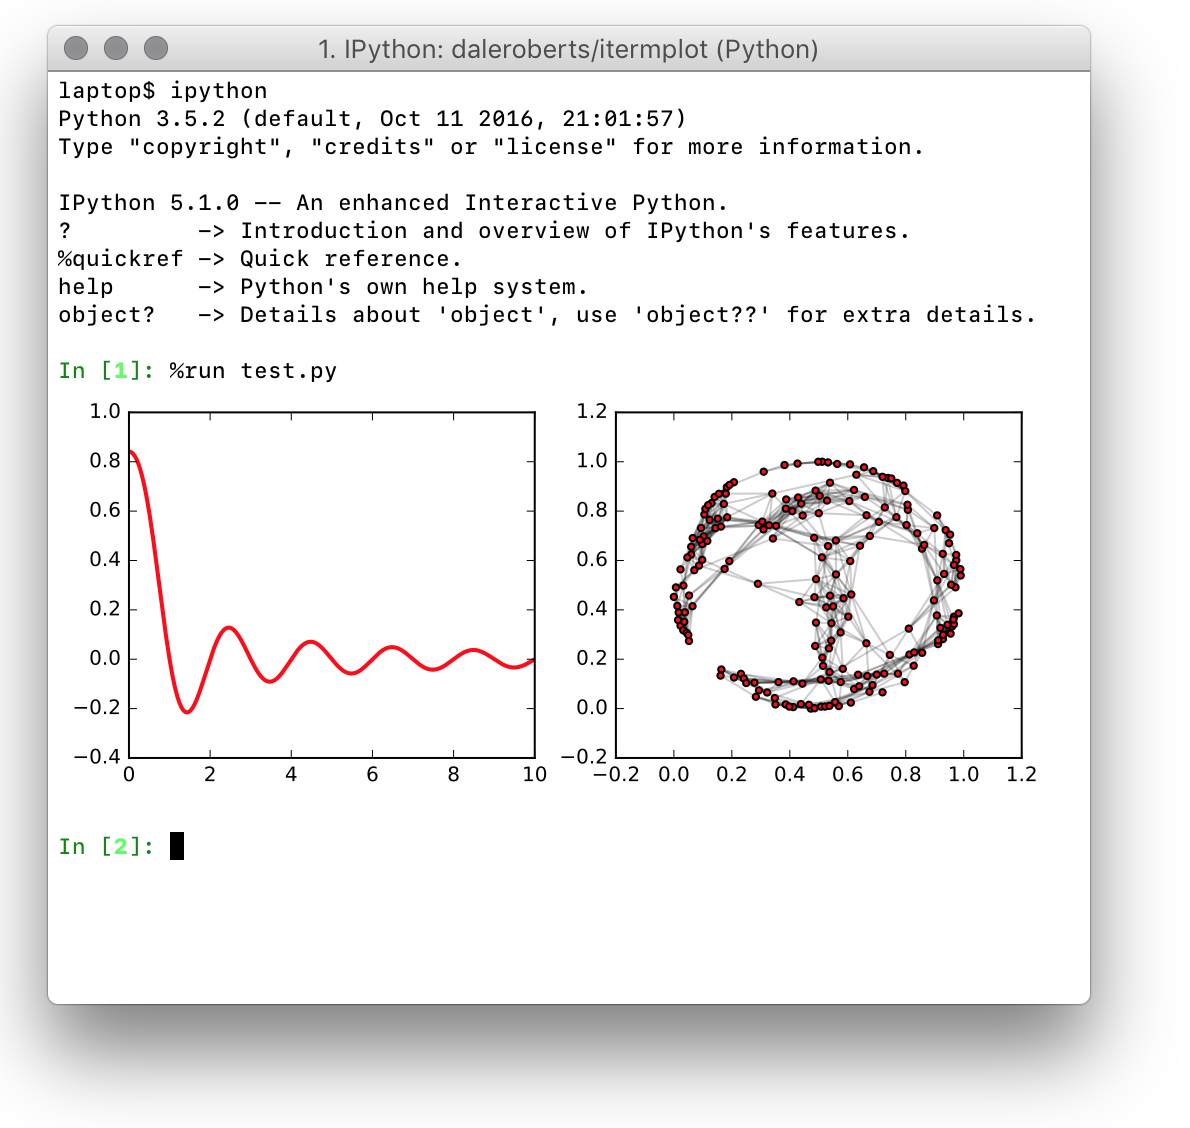 1. IPython: daleroberts/itermplot (Python)
laptop$ ipython
Python 3.5.2 (default, Oct 11 2016, 21:01:57)
Type "copyright", "credits" or "license" for more information.
IPython 5.1.0 -- An enhanced Interactive Python.
?         -> Introduction and overview of IPython's features.
%quickref -> Quick reference.
help      -> Python's own help system.
object?   -> Details about 'object', use 'object??' for extra details.
In [1]: %run test.py
1.0
0.8
0.6
0.4
0.2
0.0
−0.2
−0.4
0 2 4 6 8 10
1.2
1.0
0.8
0.6
0.4
0.2
0.0
−0.2
−0.2 0.0 0.2 0.4 0.6 0.8 1.0 1.2
In [2]: